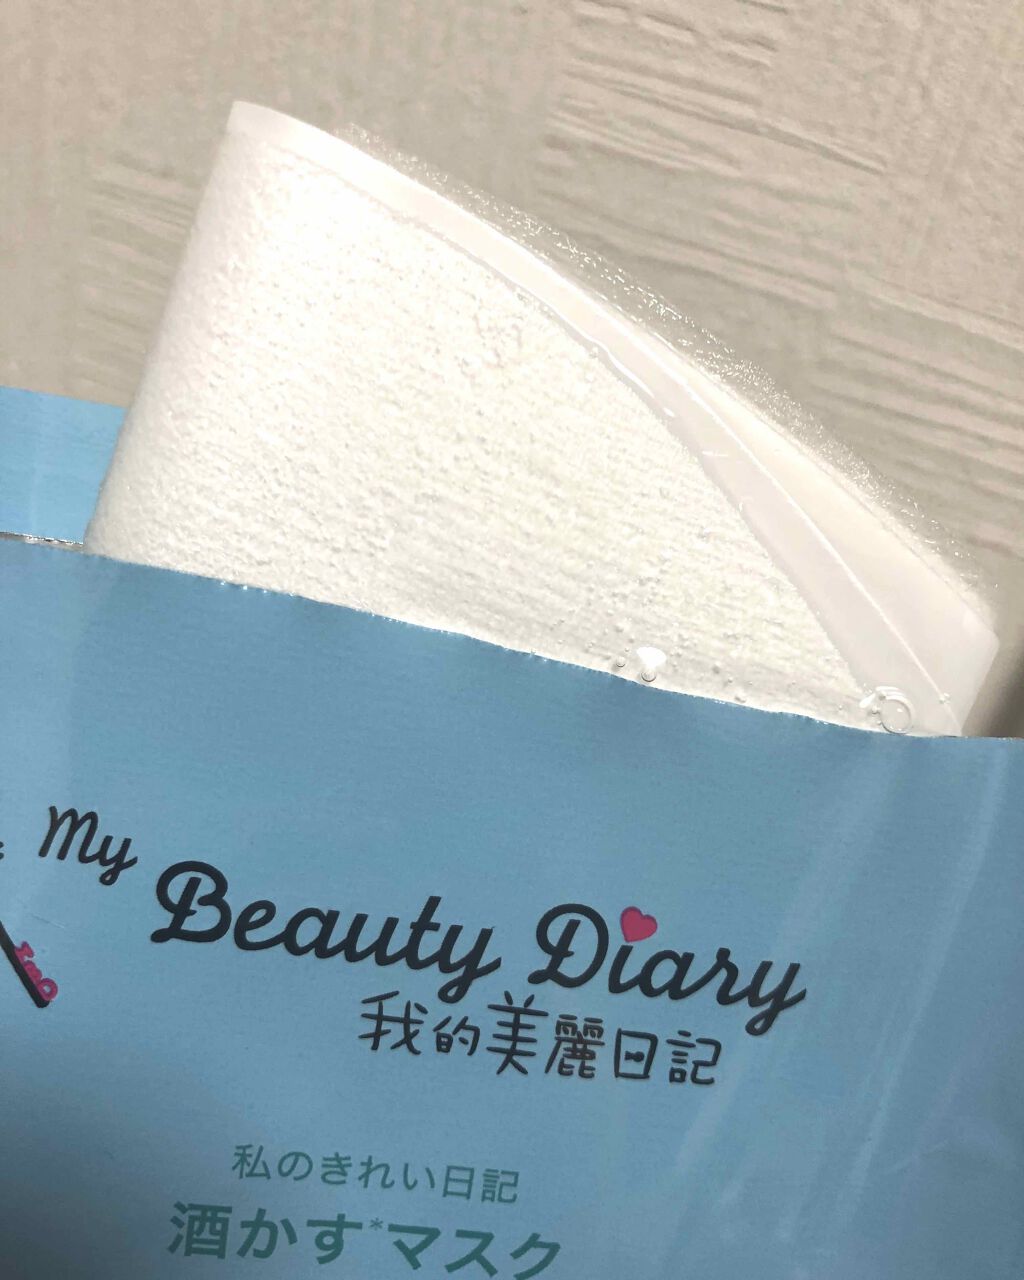 My
Beauty Diary
我的美麗日記
私のきれい日記
酒かす*マスク